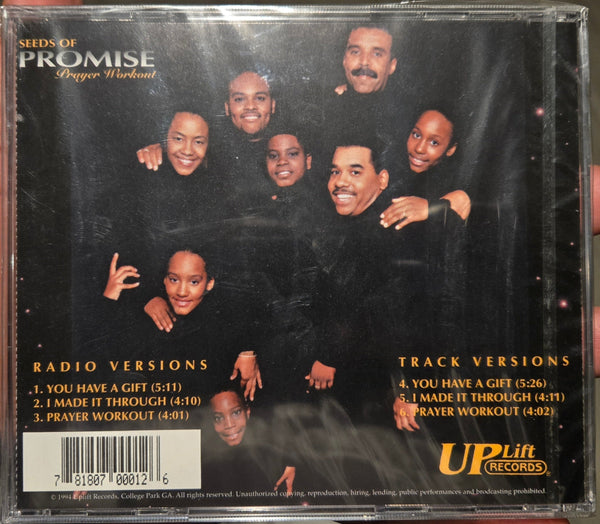 SEEDS OF
PROMISE
Prayer Workout
RADIO VERSIONS
1. YOU HAVE A GIFT (5:11)
2. I MADE IT THROUGH (4:10)
3. PRAYER WORKOUT (4:01)
TRACK VERSIONS
4. YOU HAVE A GIFT (5:26)
5. I MADE IT THROUGH (4:11)
6. PRAYER WORKOUT (4:02)
7 81807 00012 6
UPLift
RECORDS
© 1994 Uplift Records, College Park GA. All rights reserved. Unauthorized copying, reproduction, hiring, lending, public performances and brodcasting prohibited.